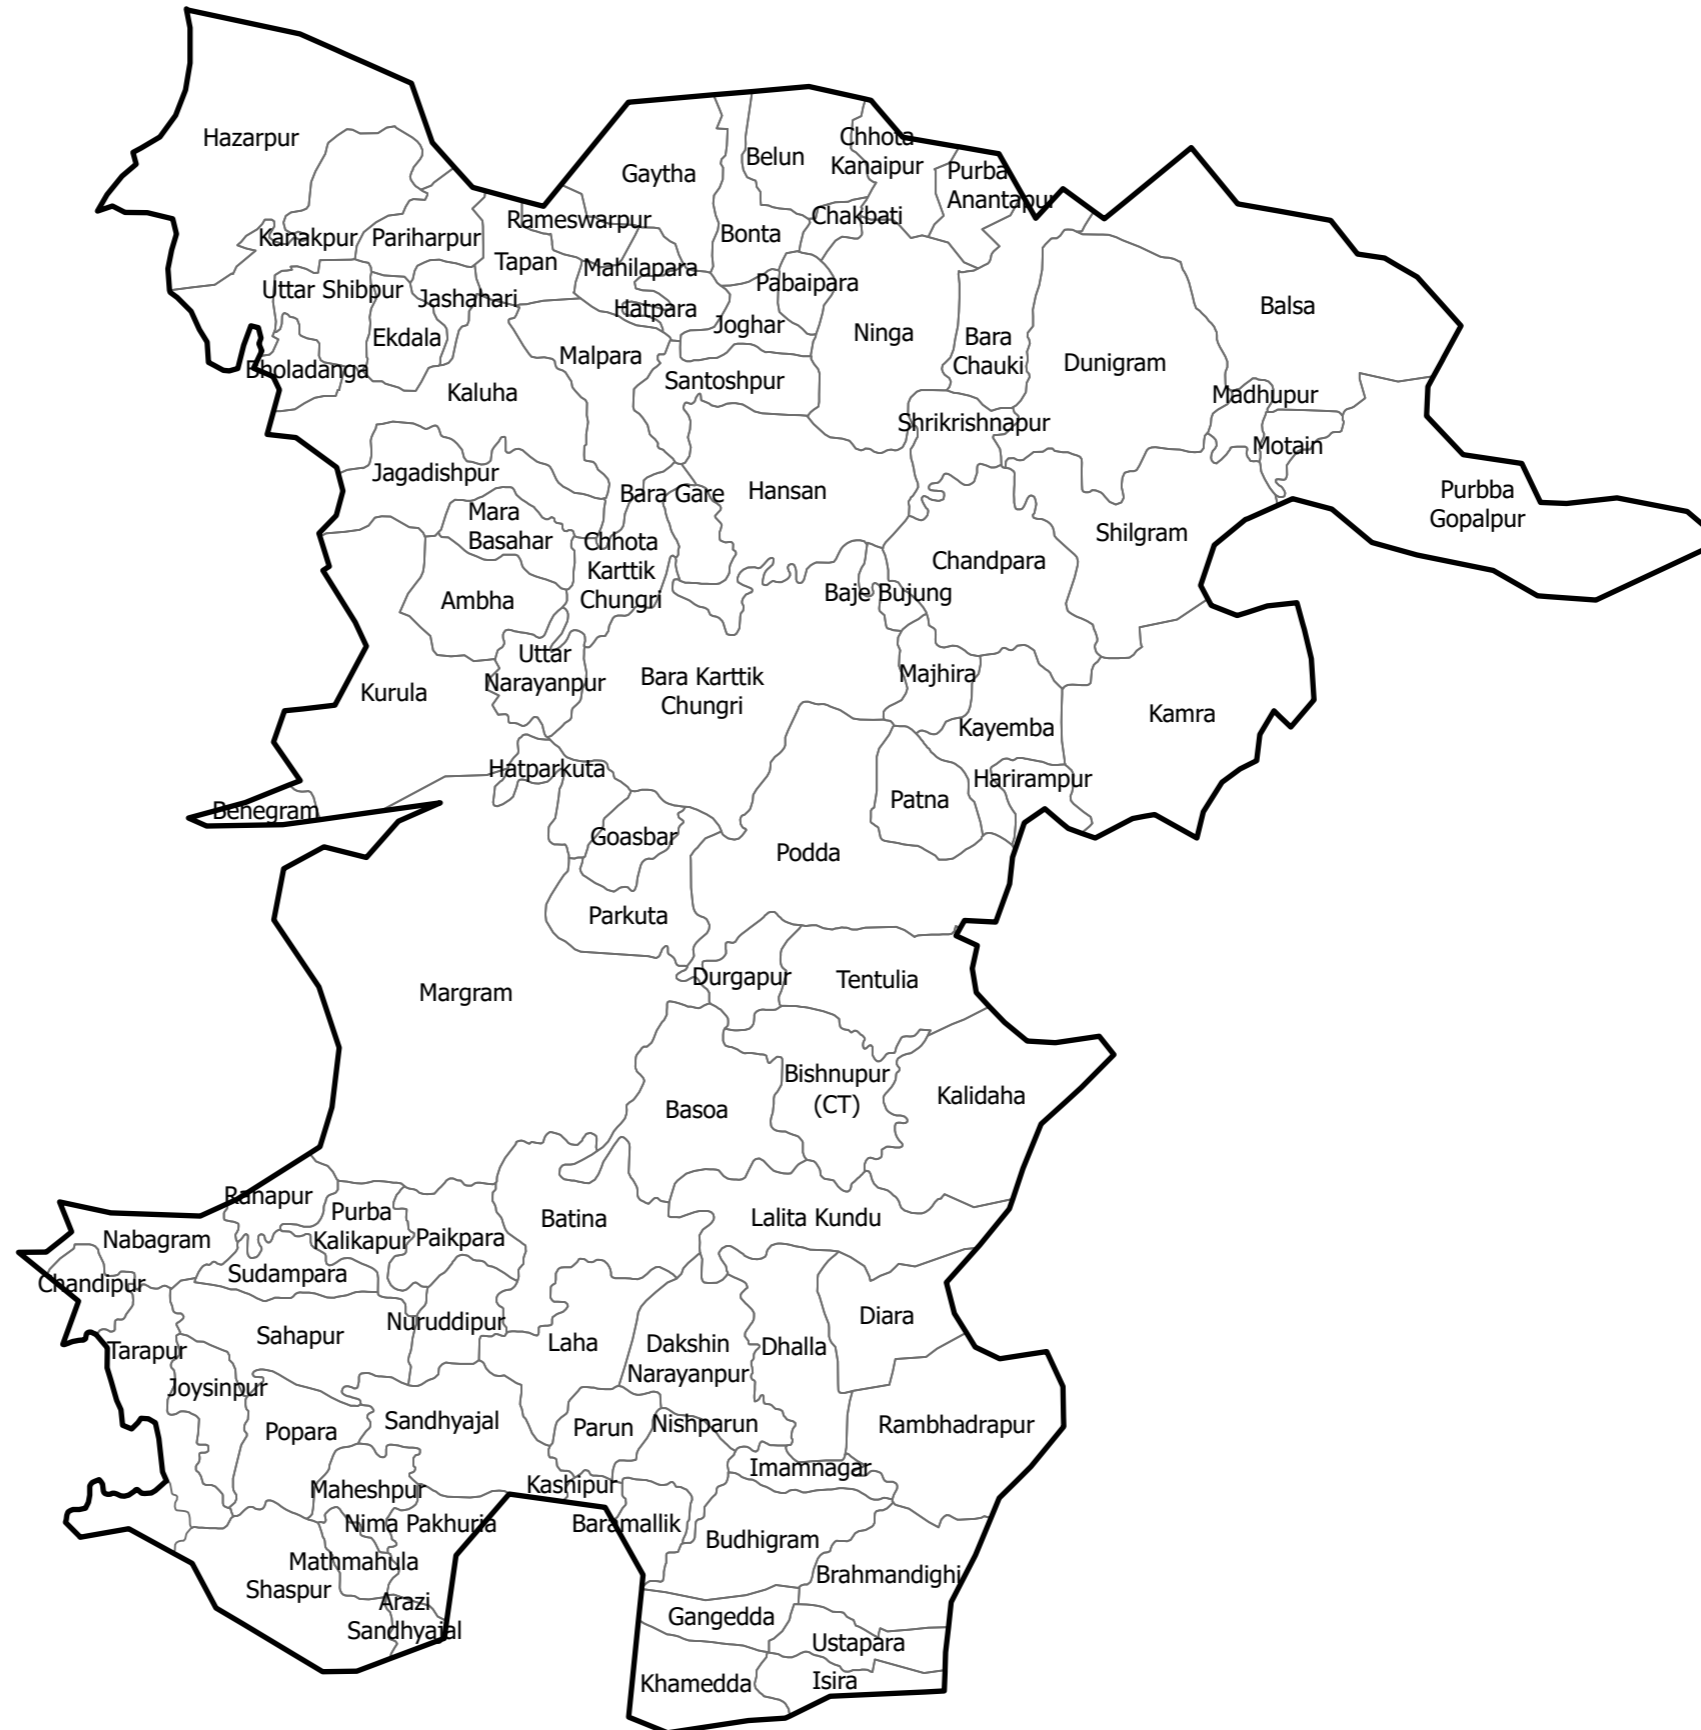 Hazarpur
Gaytha
Belun
Chhota
Kanaipur
Purba
Anantapur
Kanakpur
Pariharpur
Rameswarpur
Bonta
Chakbati
Tapan
Mahilapara
Pabaipara
Uttar Shibpur
Jashahari
Hatpara
Joghar
Ninga
Bara
Chauki
Dunigram
Balsa
Ekdala
Bholadanga
Malpara
Kaluha
Santoshpur
Madhupur
Shrikrishnapur
Motain
Jagadishpur
Bara Gare
Hansan
Purbba
Gopalpur
Mara
Basahar
Chhota
Karttik
Chungri
Shilgram
Chandpara
Ambha
Baje Bujung
Uttar
Narayanpur
Bara Karttik
Chungri
Majhira
Kurula
Kayemba
Kamra
Hatparkuta
Harirampur
Benegram
Patna
Goasbar
Podda
Parkuta
Margram
Durgapur
Tentulia
Bishnupur
(CT)
Basoa
Kalidaha
Ranapur
Purba
Kalikapur
Paikpara
Batina
Lalita Kundu
Nabagram
Chandipur
Sudampara
Nuruddipur
Sahapur
Laha
Dakshin
Narayanpur
Dhalla
Diara
Tarapur
Joysinpur
Popara
Sandhyajal
Parun
Nishparun
Rambhadrapur
Imamnagar
Maheshpur
Kashipur
Nima Pakhuria
Baramallik
Budhigram
Mathmahula
Shaspur
Brahmandighi
Arazi
Sandhyajal
Gangedda
Ustapara
Khamedda
Isira